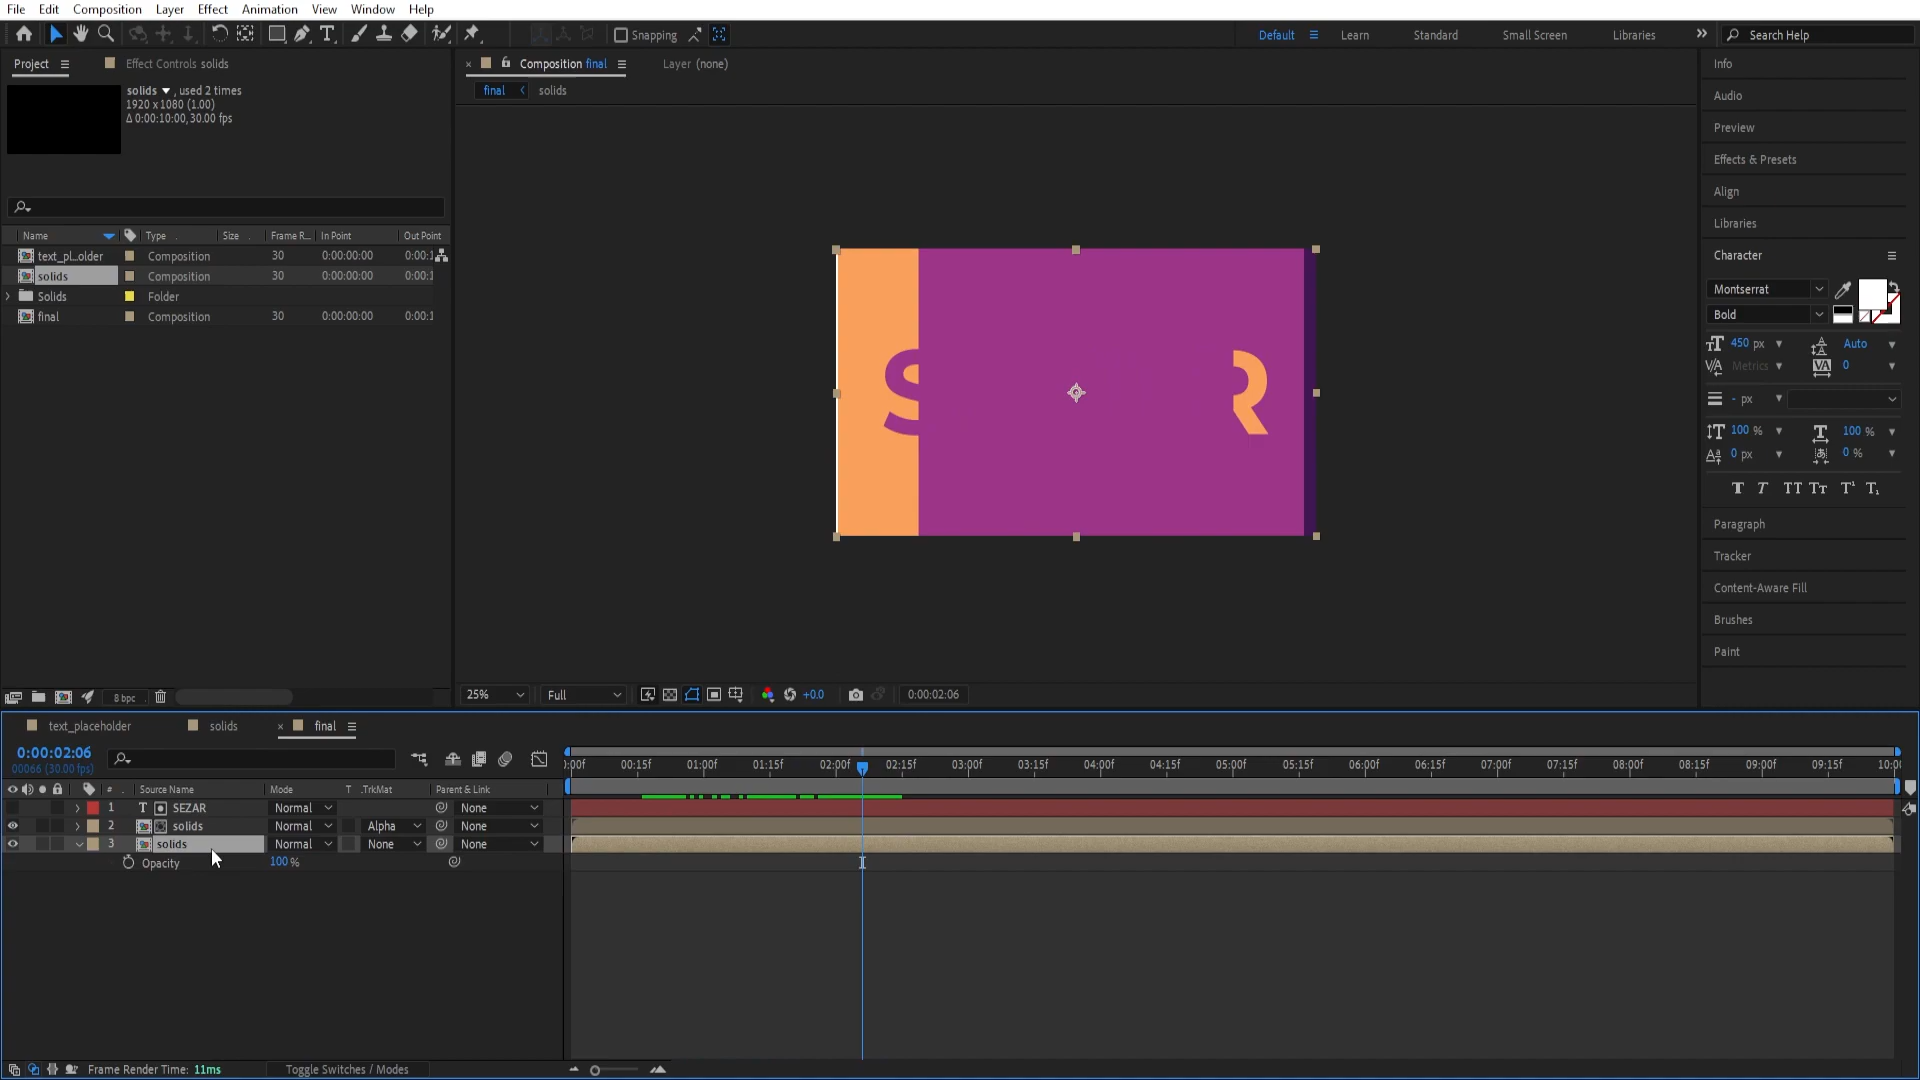 File Edit Composition Layer Effect Animation View Window Help
Snapping
Default Learn Standard Small Screen Libraries Search Help
Project Effect Controls solids
solids , used 2 times
1920 x 1080 (1.00)
Δ 0:00:10:00, 30.00 fps
Name Type Size Frame R... In Point Out Point
text_pl...older Composition 30 0:00:00:00 0:00:1
solids Composition 30 0:00:00:00 0:00:1
Solids Folder
final Composition 30 0:00:00:00 0:00:1
8 bpc
Composition final Layer (none)
final solids
S R
25% Full +0.0 0:00:02:06
Info
Audio
Preview
Effects & Presets
Align
Libraries
Character
Montserrat
Bold
450 px Auto
Metrics 0
- px
100 % 100 %
0 px 0 %
Paragraph
Tracker
Content-Aware Fill
Brushes
Paint
text_placeholder solids final
0:00:02:06
00066 (30.00 fps)
:00f 00:15f 01:00f 01:15f 02:00f 02:15f 03:00f 03:15f 04:00f 04:15f 05:00f 05:15f 06:00f 06:15f 07:00f 07:15f 08:00f 08:15f 09:00f 09:15f 10:0
# Source Name Mode T .TrkMat Parent & Link
1 T SEZAR Normal None
2 solids Normal Alpha None
3 solids Normal None None
Opacity 100 %
Frame Render Time: 11ms Toggle Switches / Modes